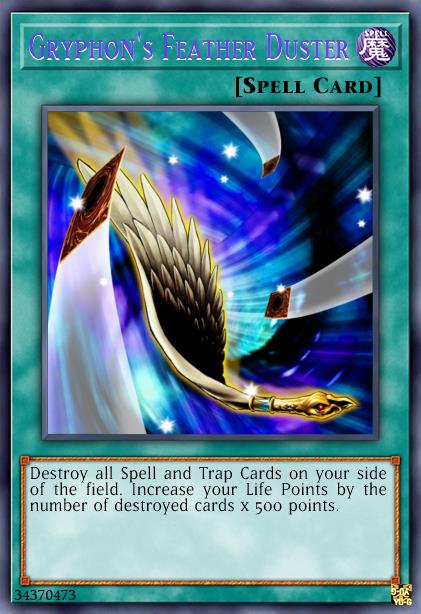 Gryphon's Feather Duster
SPELL
魔
[Spell Card]
Destroy all Spell and Trap Cards on your side
of the field. Increase your Life Points by the
number of destroyed cards x 500 points.
34370473